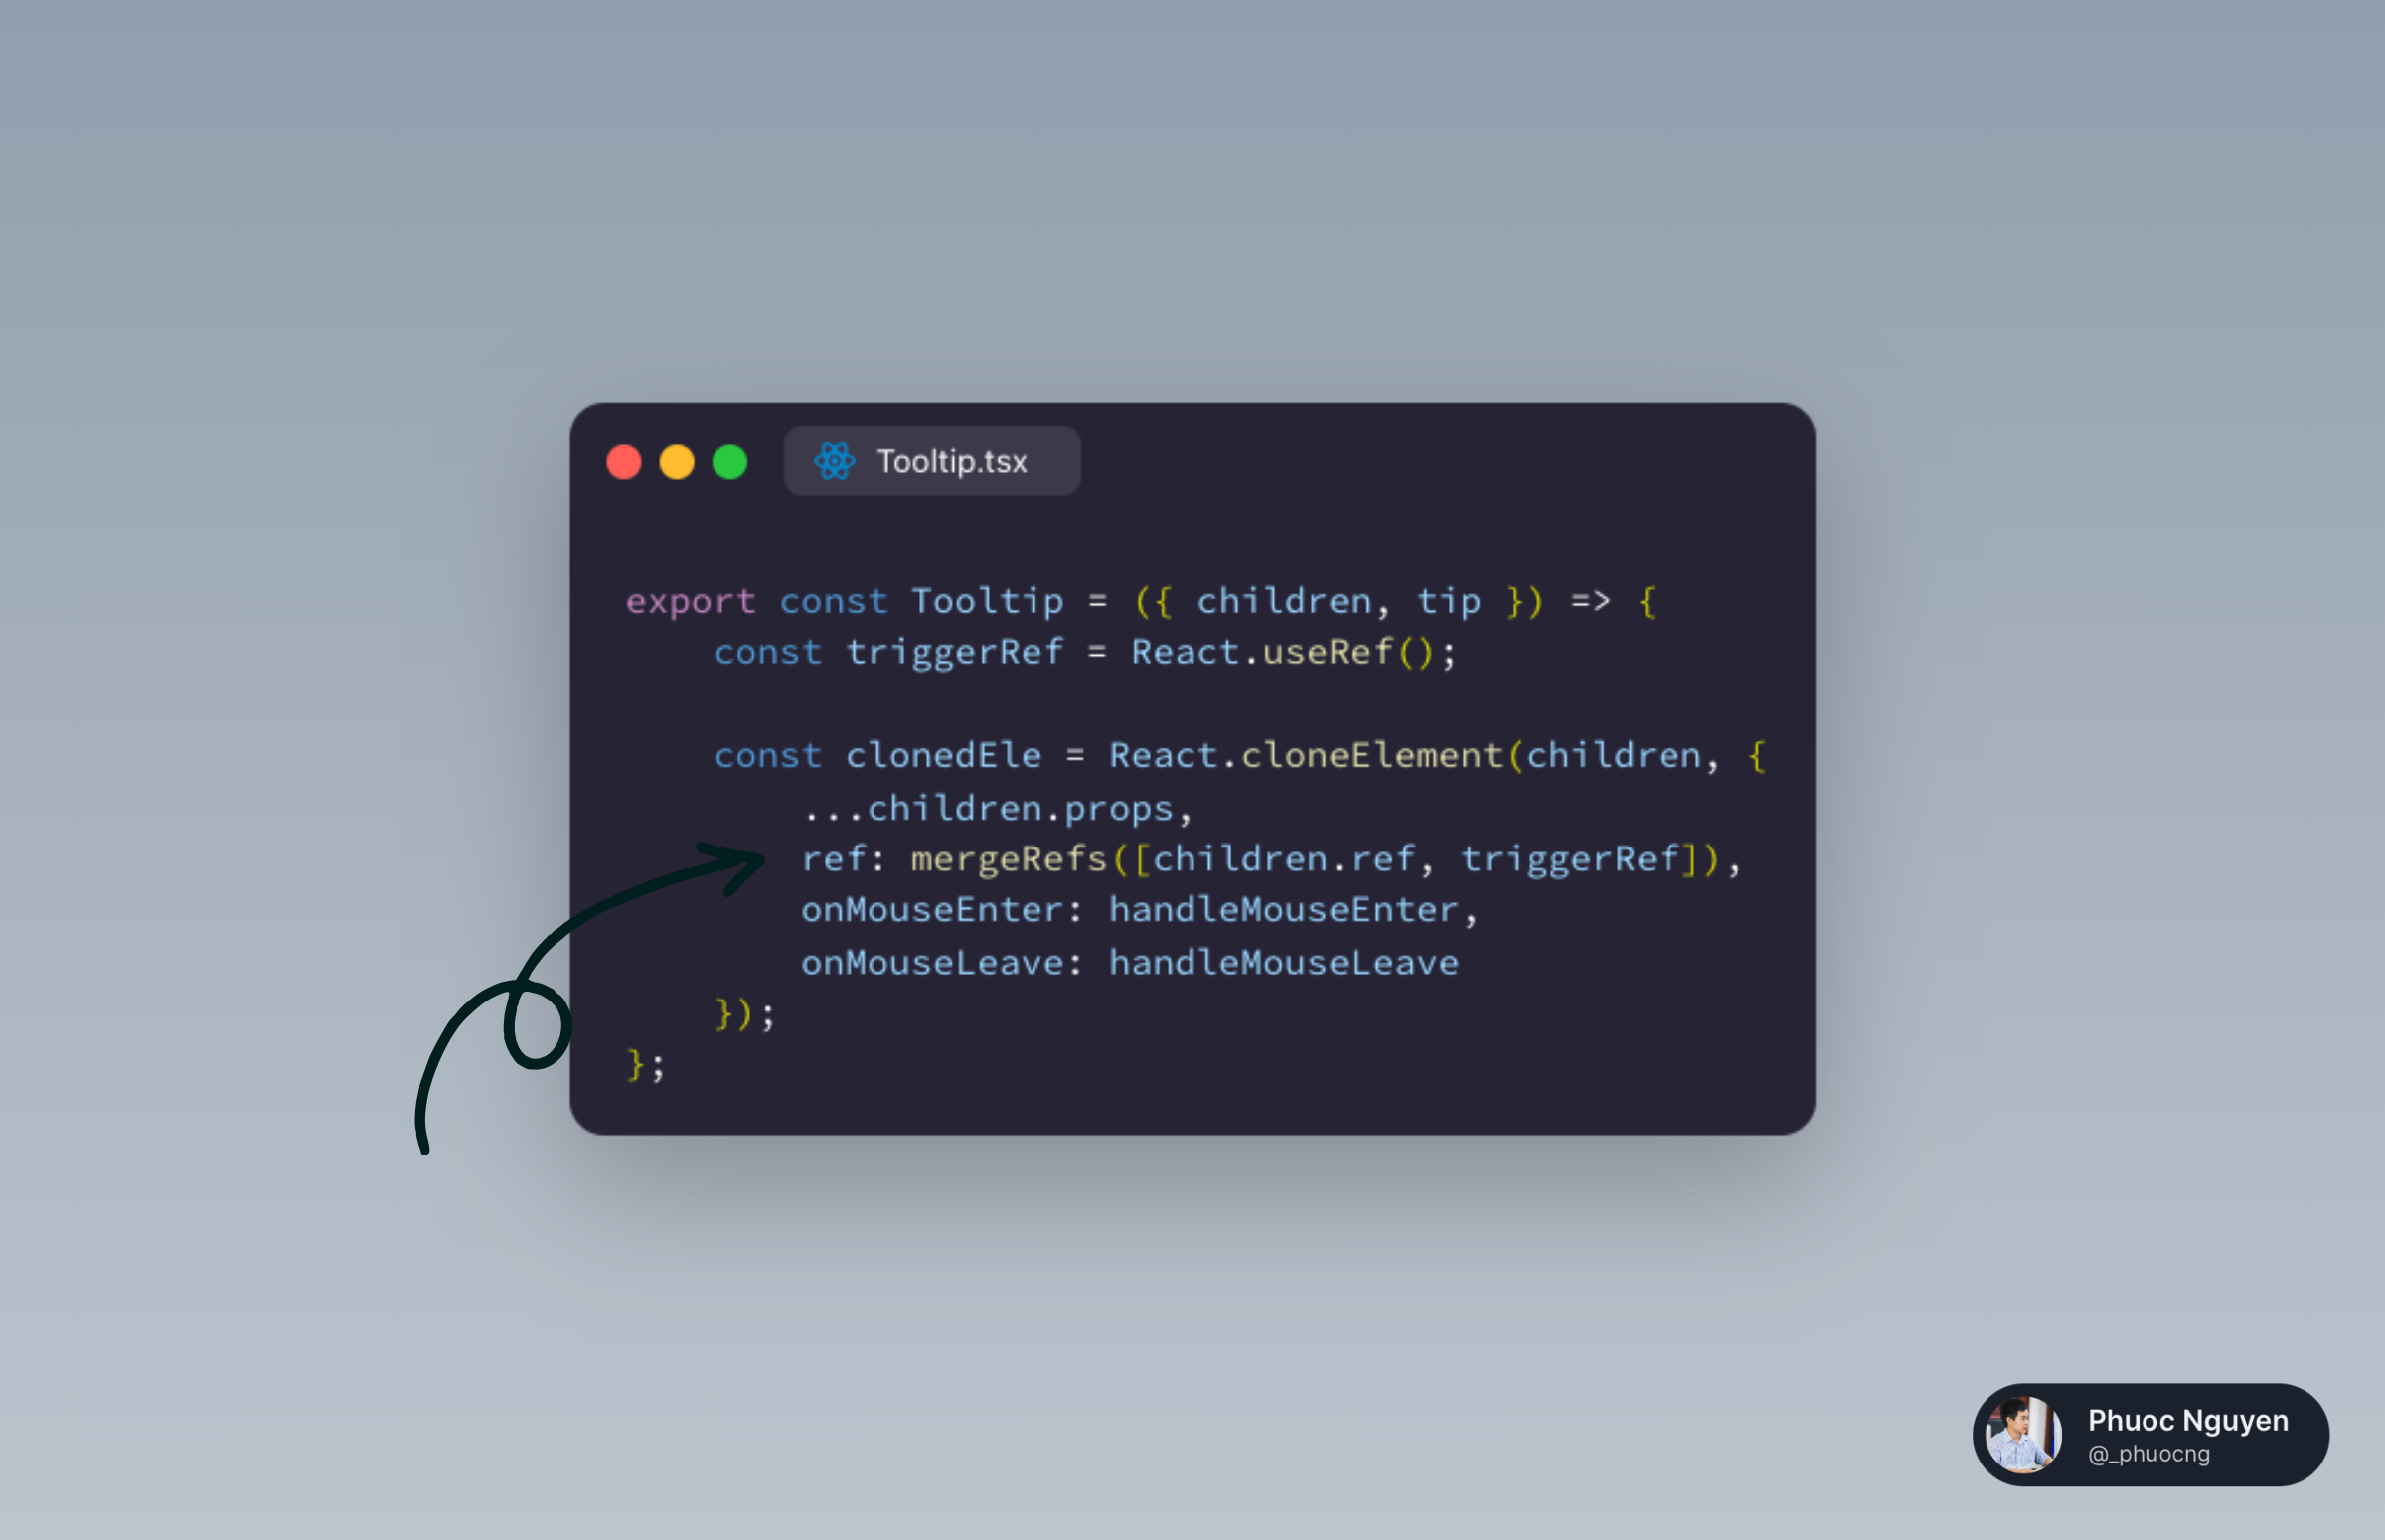 Tooltip.tsx
export const Tooltip = ({ children, tip }) => {
    const triggerRef = React.useRef();

    const clonedEle = React.cloneElement(children, {
        ...children.props,
        ref: mergeRefs([children.ref, triggerRef]),
        onMouseEnter: handleMouseEnter,
        onMouseLeave: handleMouseLeave
    });
};
Phuoc Nguyen
@_phuocng